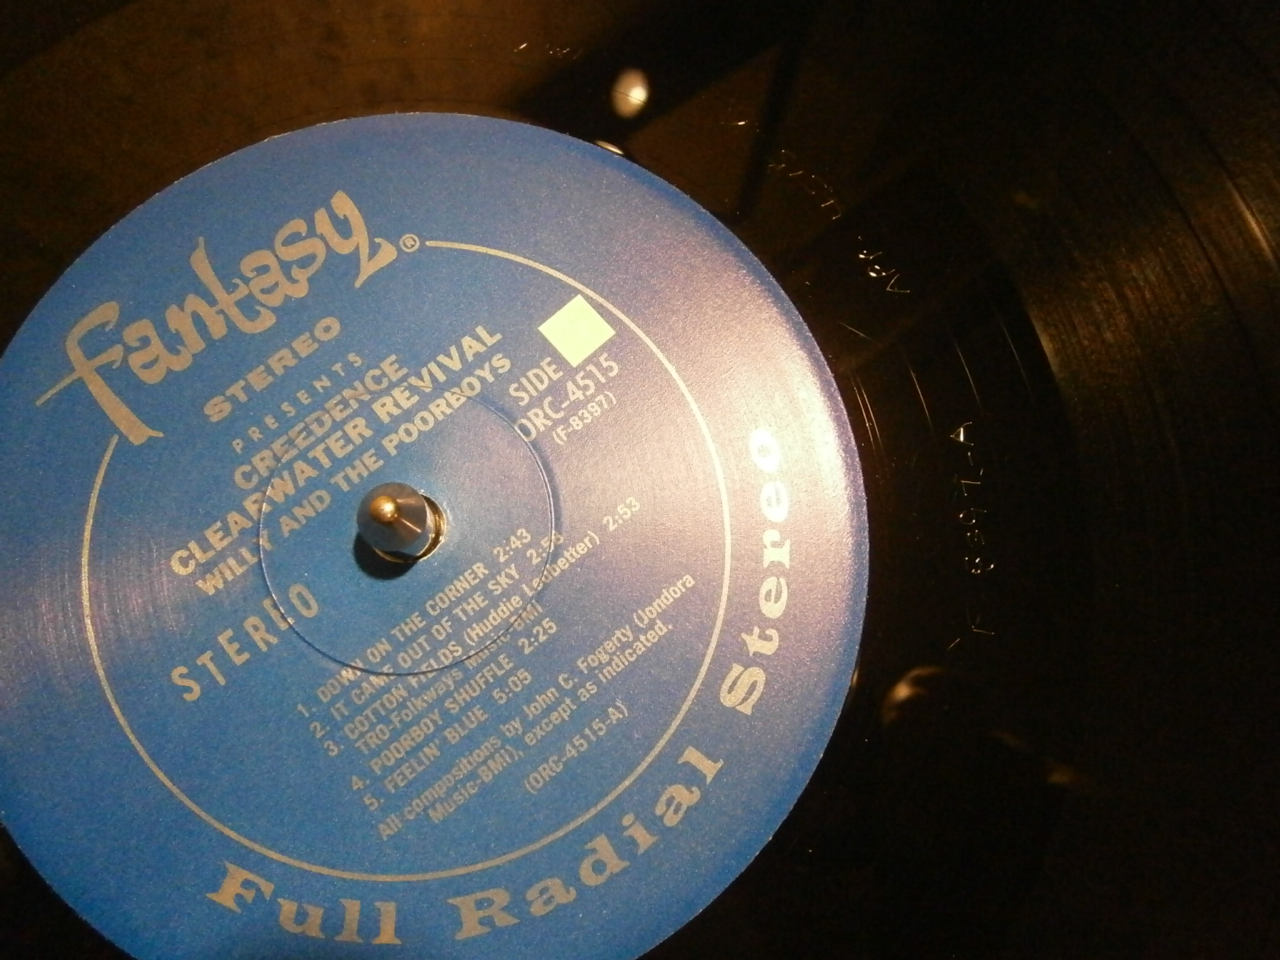 fantasy®
STEREO
PRESENTS
CREEDENCE
CLEARWATER REVIVAL
WILLY AND THE POORBOYS
SIDE
ORC-4515
(F-8397)
STEREO
1. DOWN ON THE CORNER 2:43
2. IT CAME OUT OF THE SKY
3. COTTON FIELDS (Huddie Leduetter) 2:53
TRO-Folkways Music-BMI
4. POORBOY SHUFFLE 2:25
5. FEELIN' BLUE 5:05
All compositions by John C. Fogerty (Jondora
Music-BMI), except as indicated.
(ORC-4515-A)
Full Radial Stereo